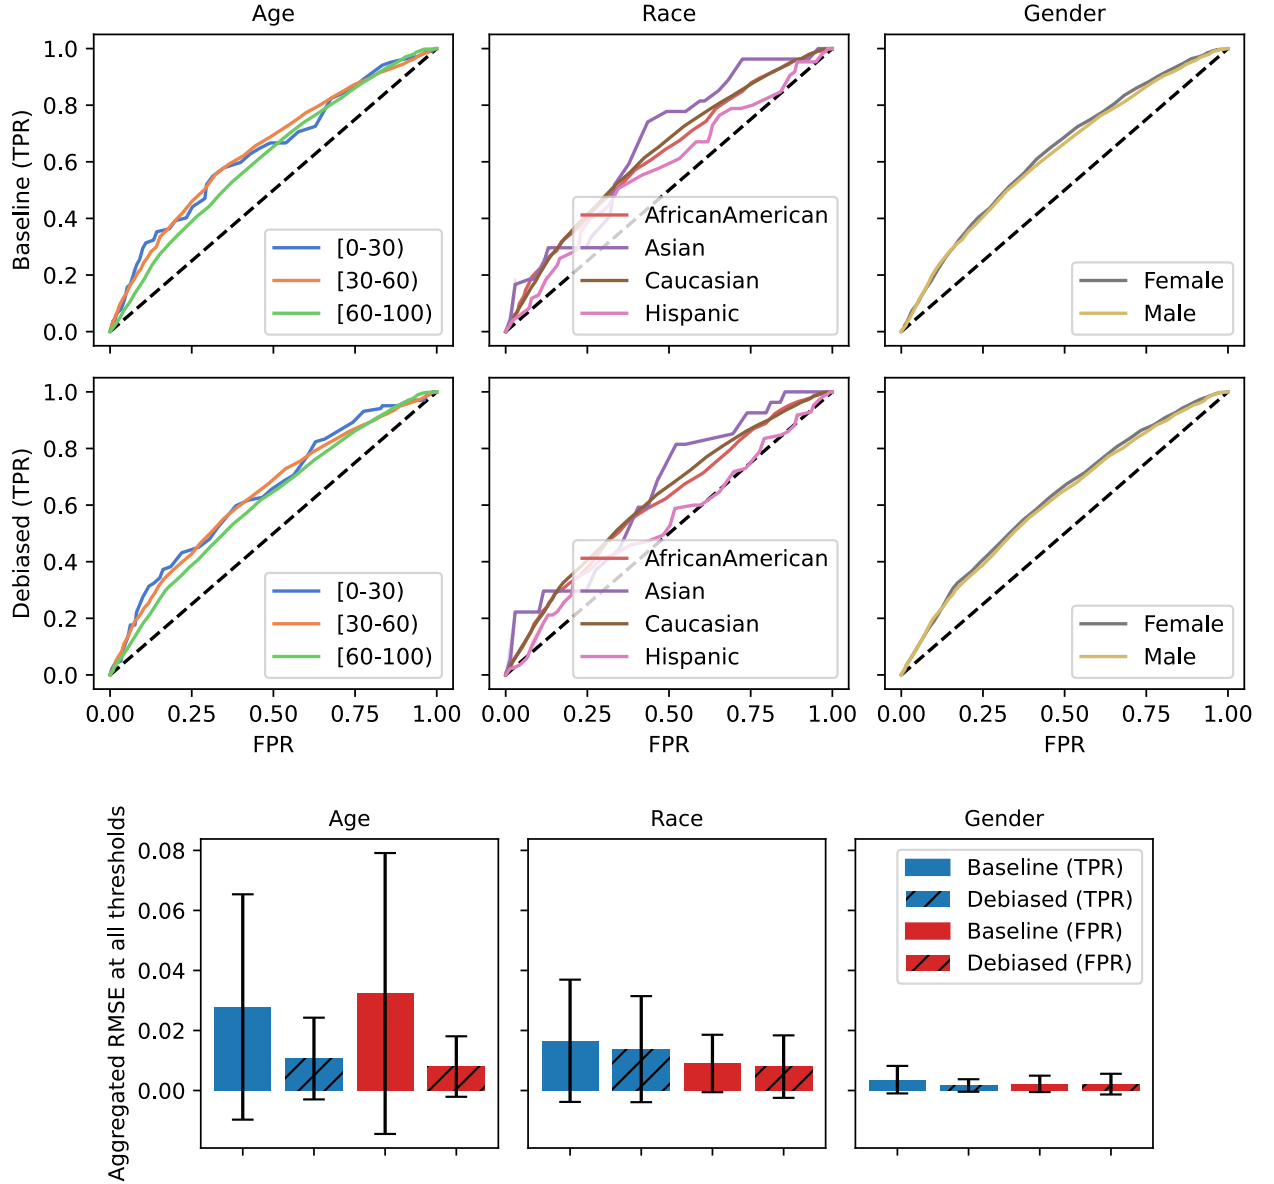 Age
Race
Gender
Baseline (TPR)
1.0
0.8
0.6
0.4
0.2
0.0
[0-30)
[30-60)
[60-100)
AfricanAmerican
Asian
Caucasian
Hispanic
Female
Male
Debiased (TPR)
1.0
0.8
0.6
0.4
0.2
0.0
[0-30)
[30-60)
[60-100)
AfricanAmerican
Asian
Caucasian
Hispanic
Female
Male
0.00 0.25 0.50 0.75 1.00
0.00 0.25 0.50 0.75 1.00
0.00 0.25 0.50 0.75 1.00
FPR
FPR
FPR
Age
Race
Gender
Aggregated RMSE at all thresholds
0.08
0.06
0.04
0.02
0.00
Baseline (TPR)
Debiased (TPR)
Baseline (FPR)
Debiased (FPR)